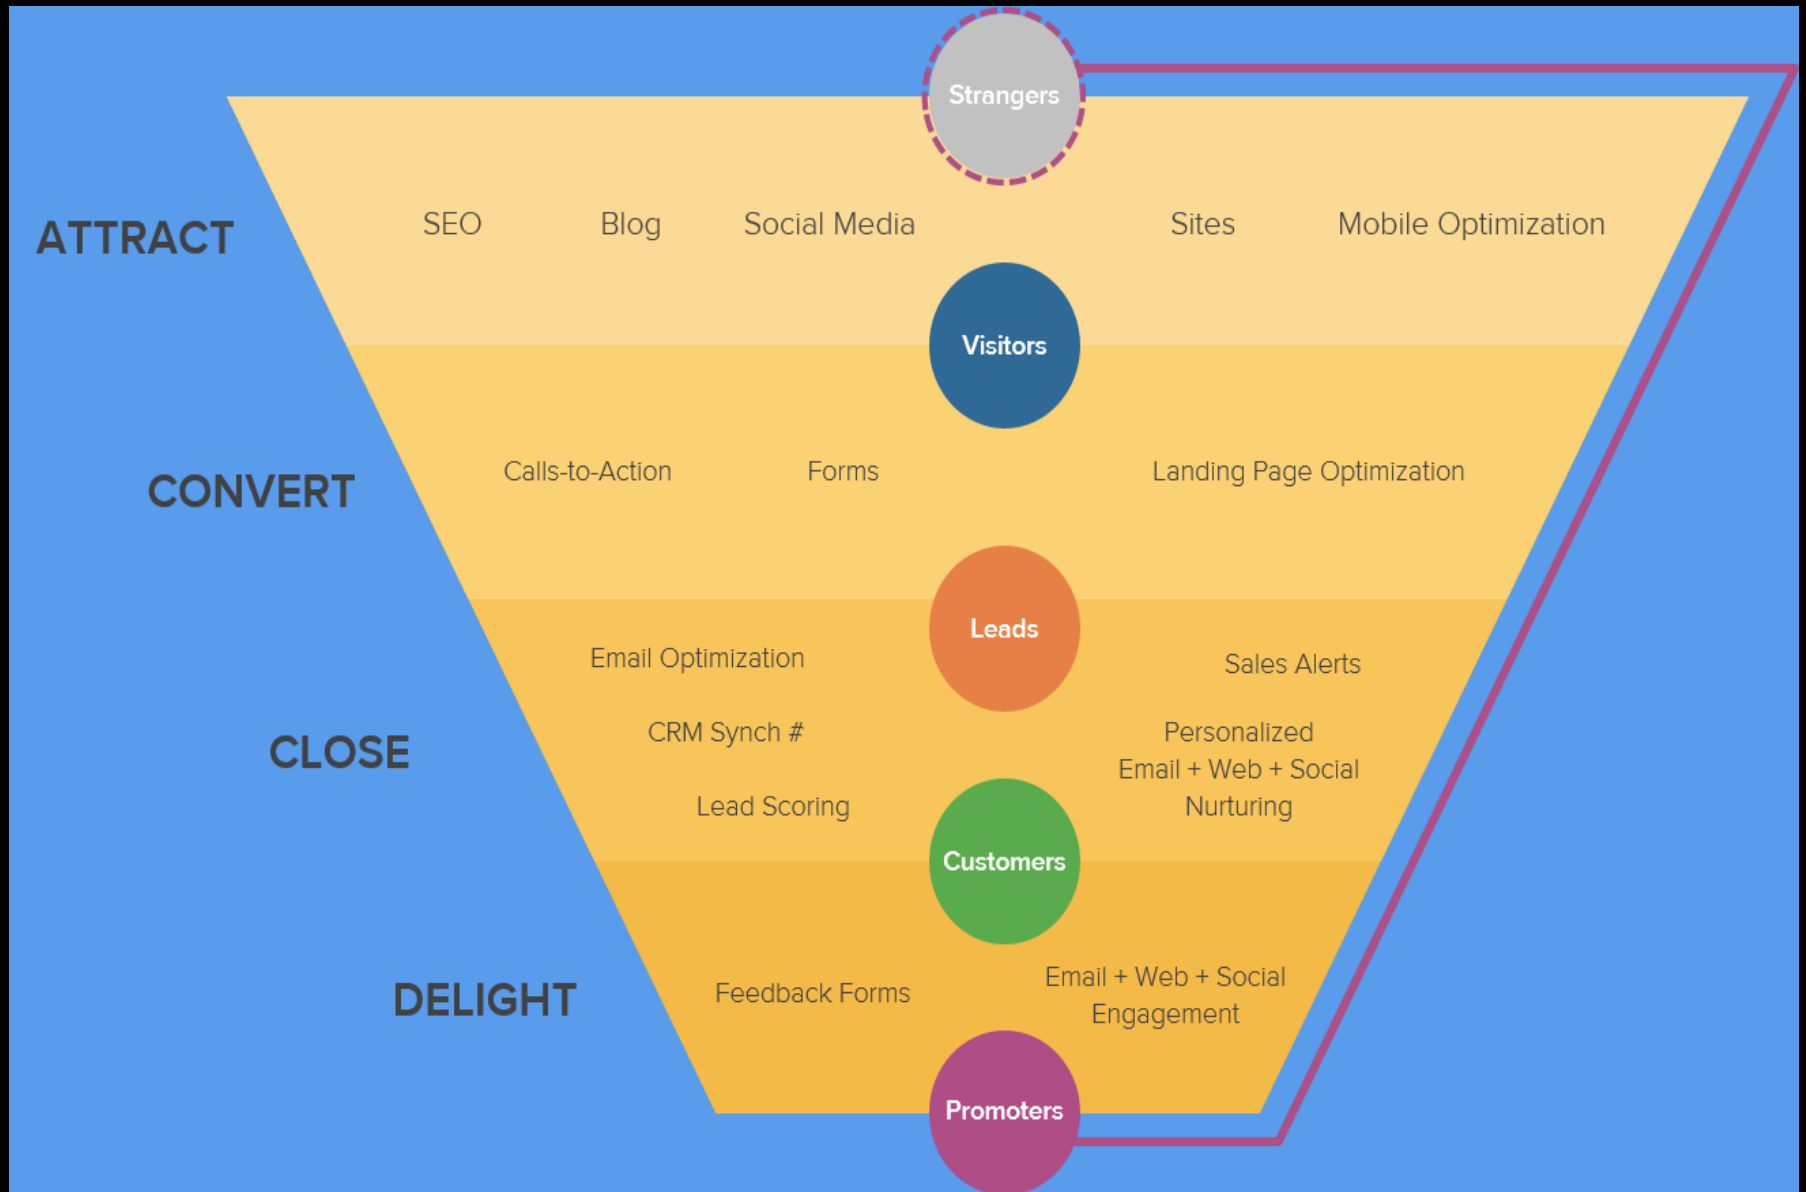 Strangers
ATTRACT
SEO
Blog
Social Media
Sites
Mobile Optimization
Visitors
CONVERT
Calls-to-Action
Forms
Landing Page Optimization
Leads
CLOSE
Email Optimization
CRM Synch #
Lead Scoring
Sales Alerts
Personalized
Email + Web + Social
Nurturing
Customers
DELIGHT
Feedback Forms
Email + Web + Social
Engagement
Promoters